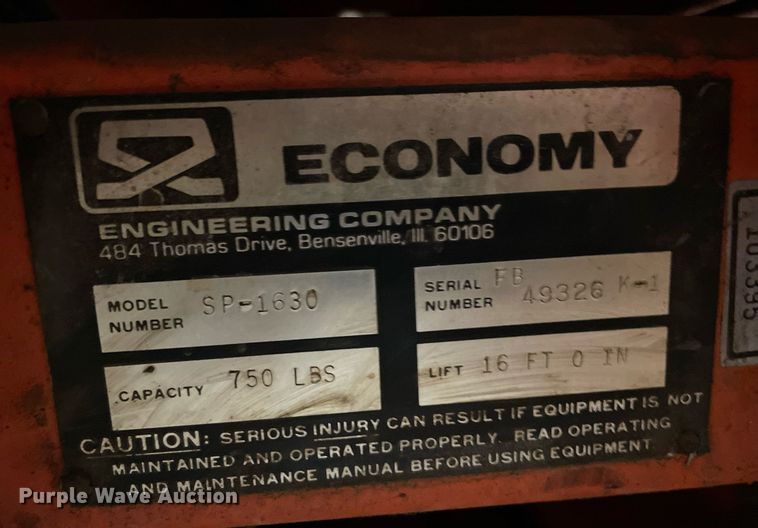 ECONOMY
ENGINEERING COMPANY
484 Thomas Drive, Bensenville, Ill. 60106
MODEL NUMBER SP-1630
SERIAL NUMBER FB 49326 K-1
CAPACITY 750 LBS
LIFT 16 FT 0 IN
CAUTION: SERIOUS INJURY CAN RESULT IF EQUIPMENT IS NOT
MAINTAINED AND OPERATED PROPERLY. READ OPERATING
AND MAINTENANCE MANUAL BEFORE USING EQUIPMENT.
103395
Purple Wave Auction